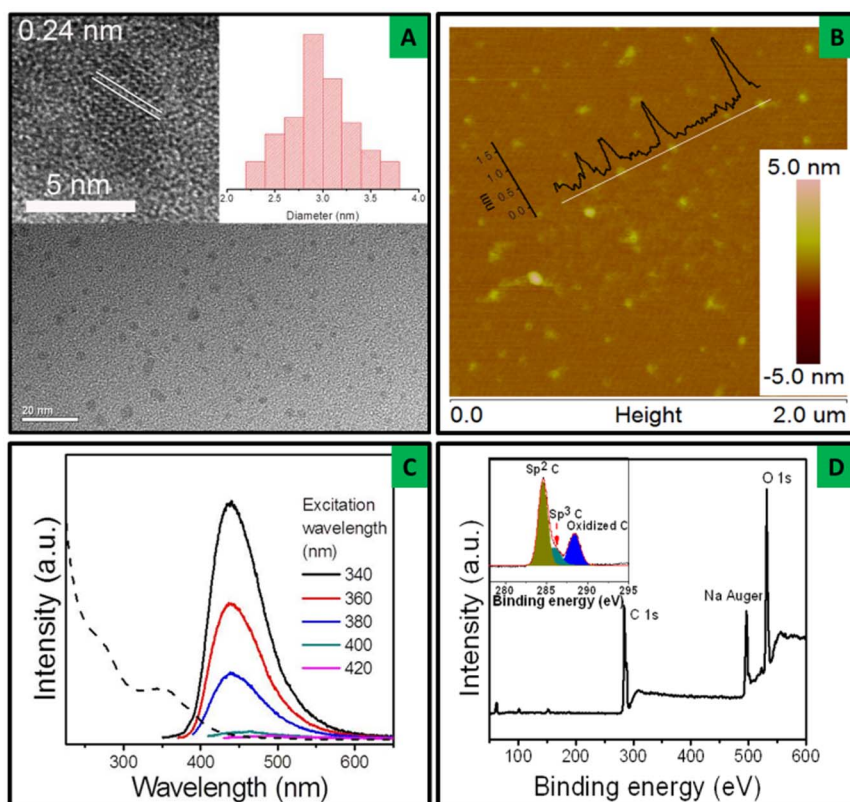 A
0.24 nm
5 nm
2.0 2.5 3.0 3.5 4.0
Diameter (nm)
20 nm
B
1.5
1.0
0.5
0.0
nm
5.0 nm
-5.0 nm
0.0 Height 2.0 um
C
Excitation
wavelength
(nm)
340
360
380
400
420
Intensity (a.u.)
300 400 500 600
Wavelength (nm)
D
Sp2 C
Sp3 C
Oxidized C
280 285 290 295
Binding energy (eV)
O 1s
Na Auger
C 1s
Intensity (a.u.)
100 200 300 400 500 600
Binding energy (eV)